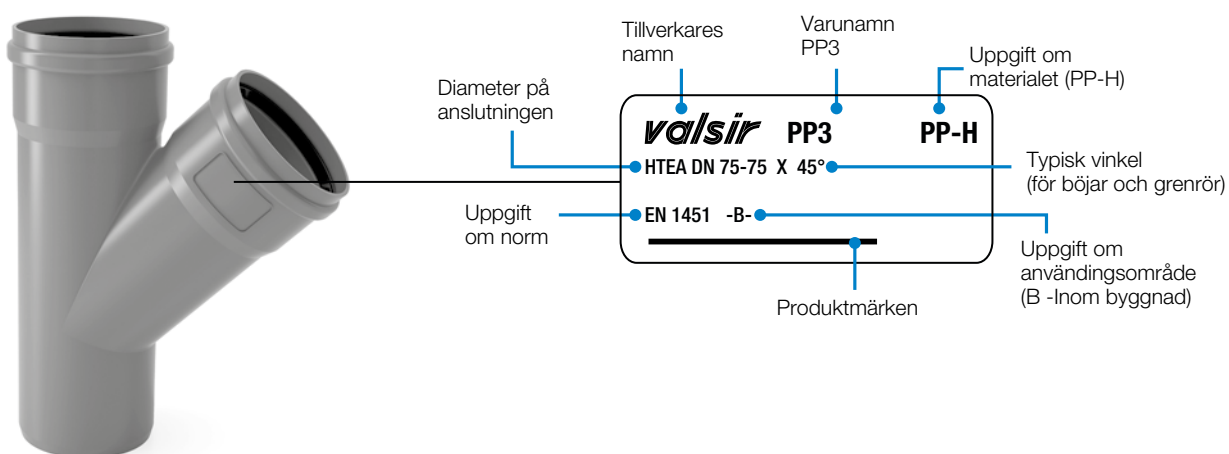 Tillverkares
namn
Varunamn
PP3
Uppgift om
materialet (PP-H)
Diameter på
anslutningen
valsir PP3 PP-H
HTEA DN 75-75 X 45°
Typisk vinkel
(för böjar och grenrör)
Uppgift
om norm
EN 1451 -B-
Uppgift om
användingsområde
(B -Inom byggnad)
Produktmärken